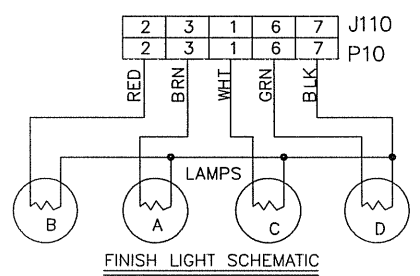 2 3 1 6 7 J110
2 3 1 6 7 P10
RED BRN WHT GRN BLK
LAMPS
B A C D
FINISH LIGHT SCHEMATIC